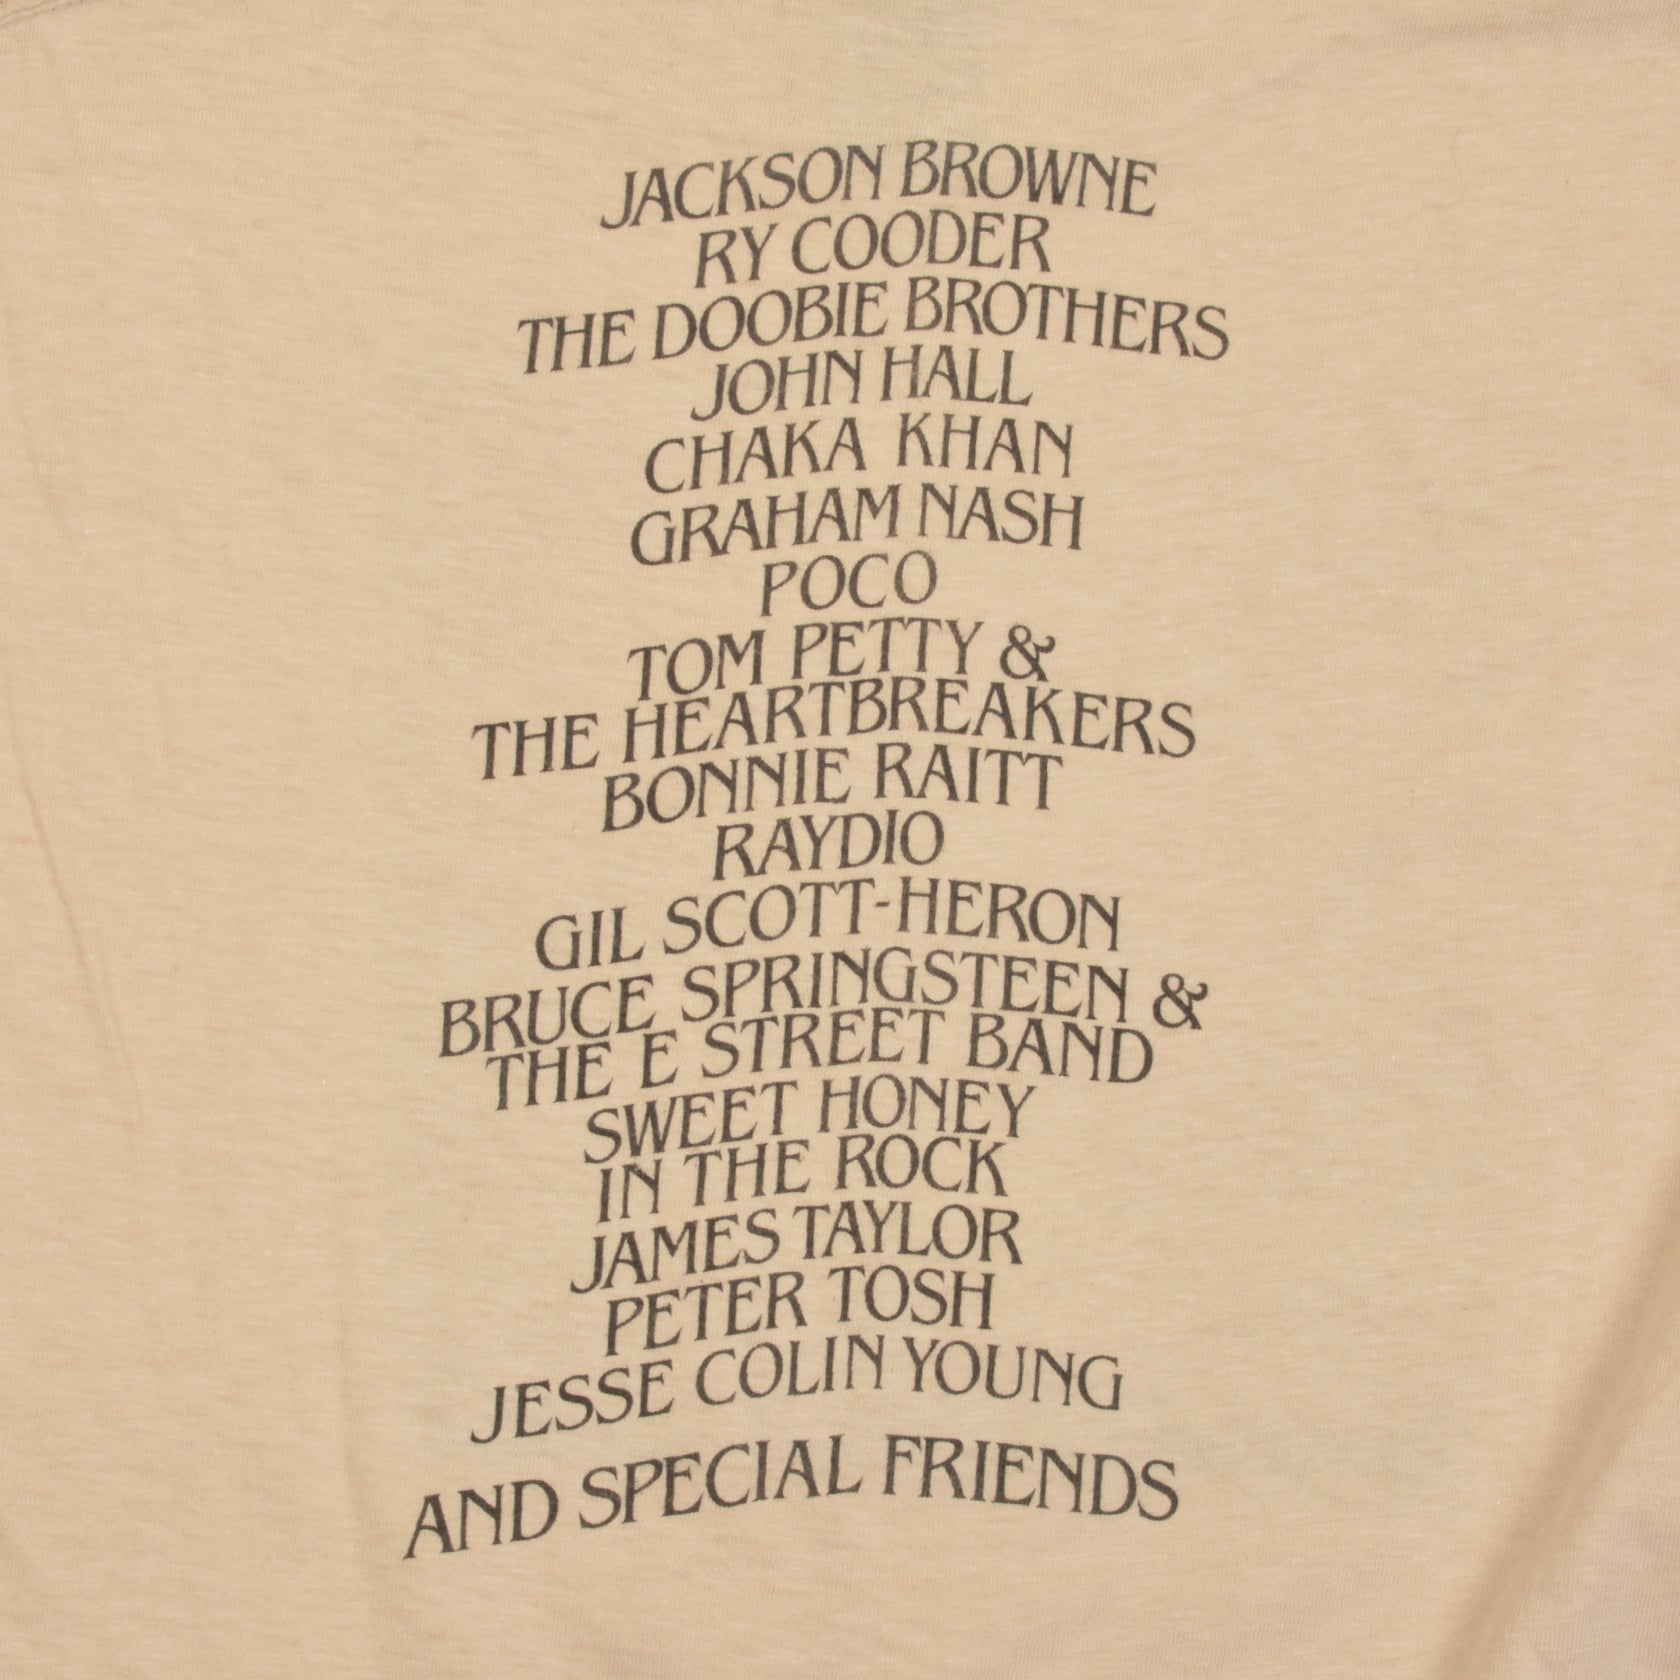 JACKSON BROWNE
RY COODER
THE DOOBIE BROTHERS
JOHN HALL
CHAKA KHAN
GRAHAM NASH
POCO
TOM PETTY &
THE HEARTBREAKERS
BONNIE RAITT
RAYDIO
GIL SCOTT-HERON
BRUCE SPRINGSTEEN &
THE E STREET BAND
SWEET HONEY
IN THE ROCK
JAMES TAYLOR
PETER TOSH
JESSE COLIN YOUNG
AND SPECIAL FRIENDS